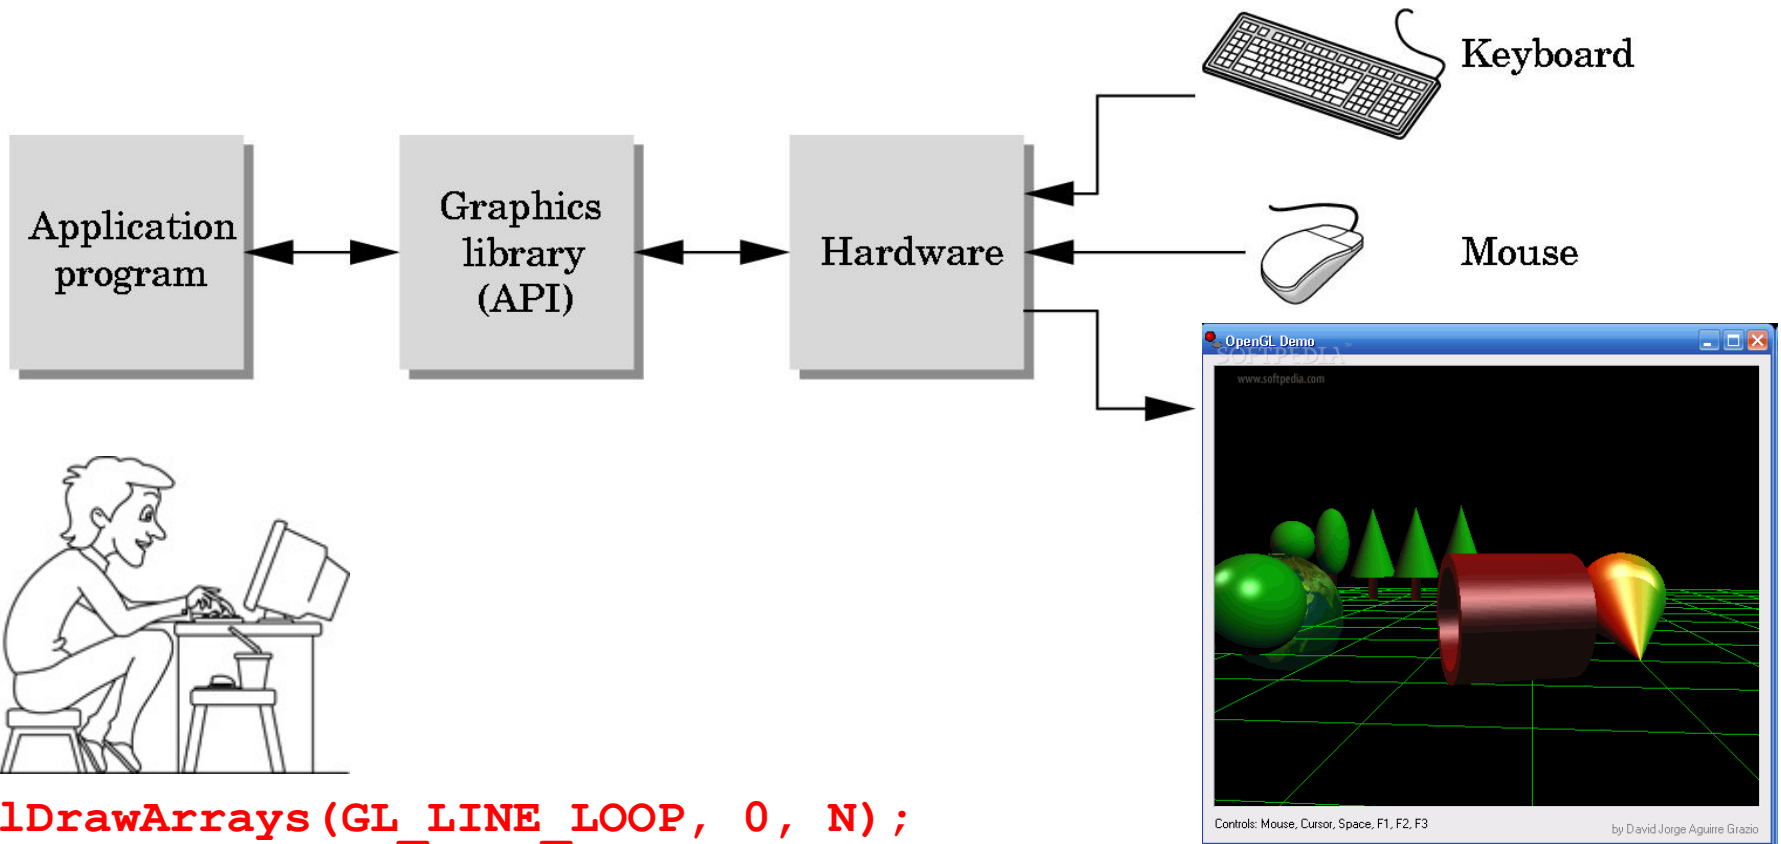 Keyboard
Application
program
Graphics
library
(API)
Hardware
Mouse
OpenGL Demo
SOFTPEDIA
www.softpedia.com
Controls: Mouse, Cursor, Space, F1, F2, F3
by David Jorge Aguirre Grazio
lDrawArrays(GL_LINE_LOOP, 0, N);